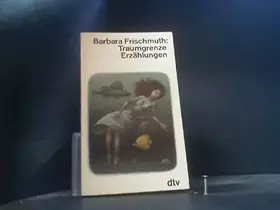 Barbara Frischmuth:
Traumgrenze
Erzählungen
dtv